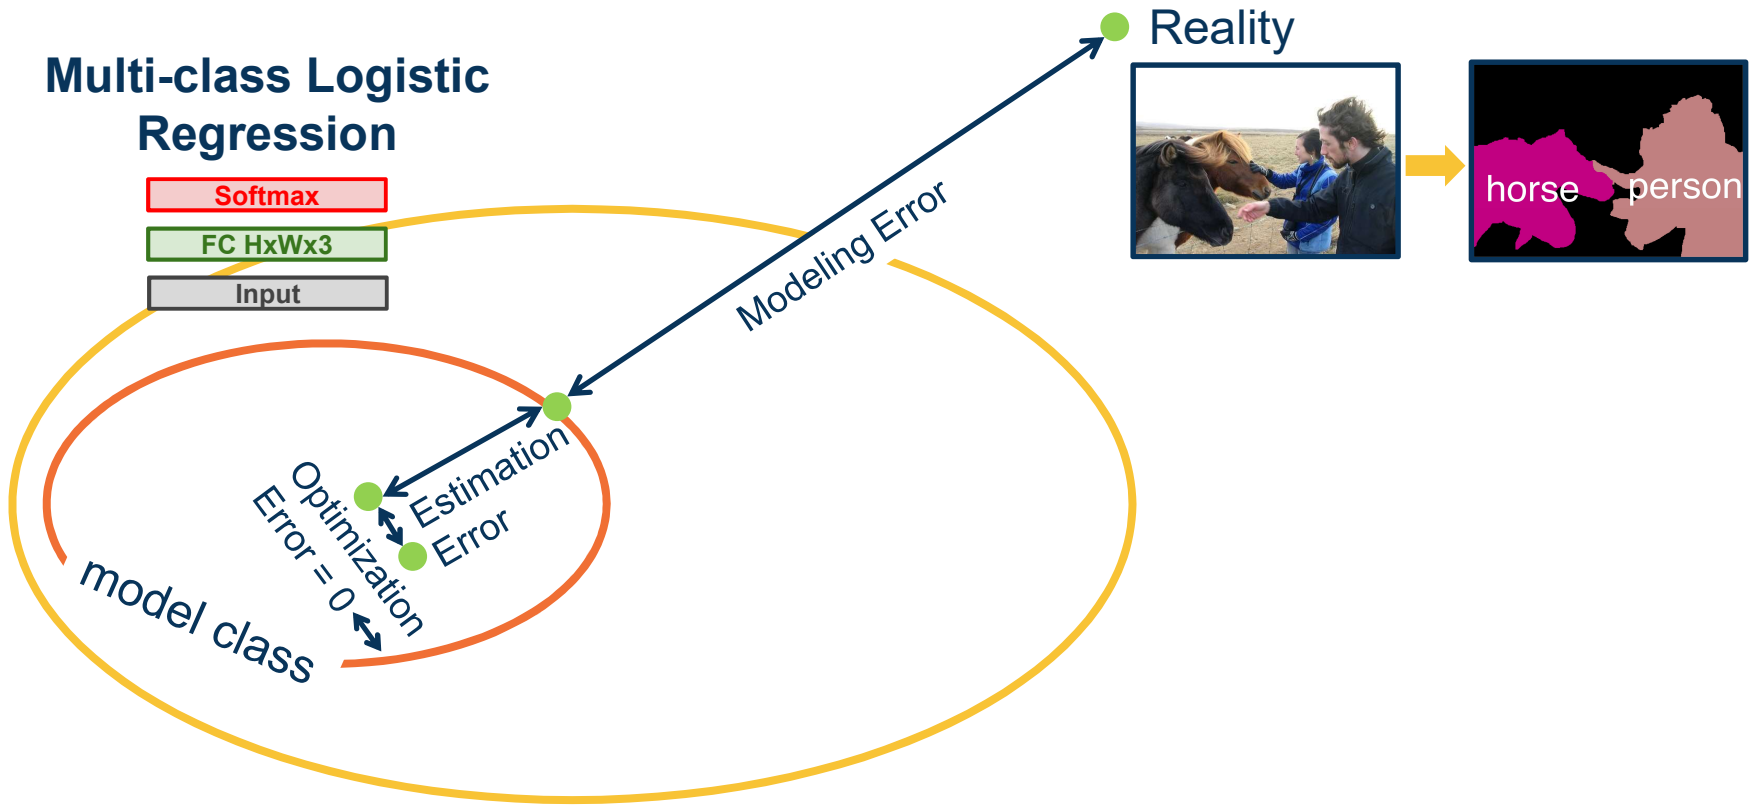 Reality
Multi-class Logistic
Regression
Softmax
FC HxWx3
Input
horse
person
Modeling Error
Estimation
Error
Optimization
Error = 0
model class